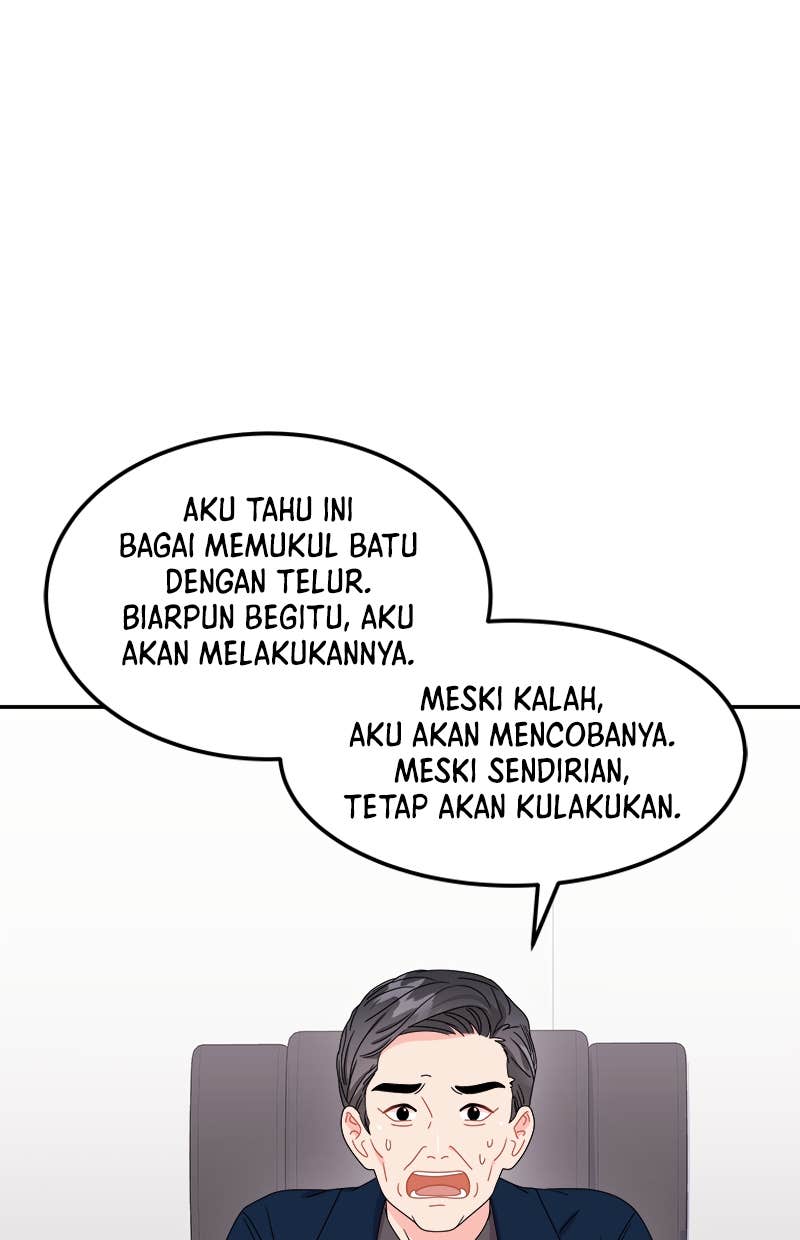 AKU TAHU INI
BAGAI MEMUKUL BATU
DENGAN TELUR.
BIARPUN BEGITU, AKU
AKAN MELAKUKANNYA.
MESKI KALAH,
AKU AKAN MENCOBANYA.
MESKI SENDIRIAN,
TETAP AKAN KULAKUKAN.